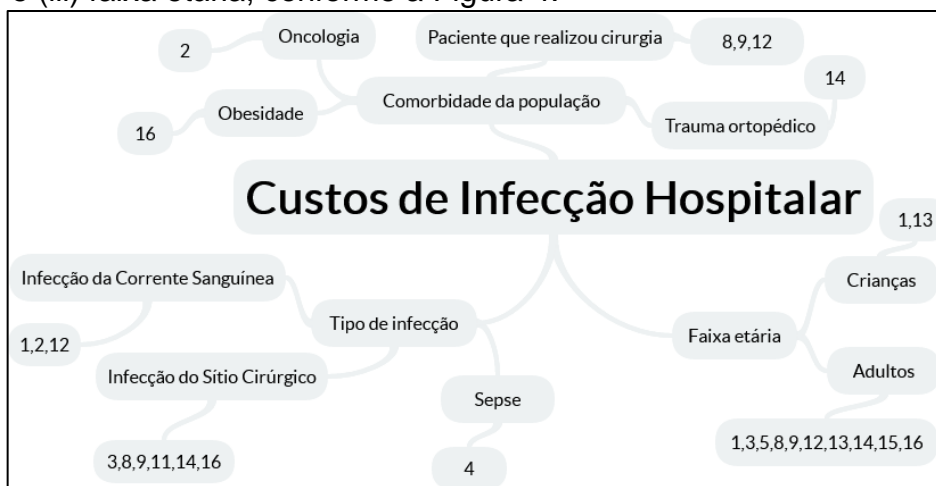 e (iii) faixa etária, conforme a Figura 4.
Oncologia
2
Obesidade
16
Paciente que realizou cirurgia
8,9,12
Comorbidade da população
14
Trauma ortopédico
Custos de Infecção Hospitalar
1,13
Crianças
Faixa etária
Adultos
1,3,5,8,9,12,13,14,15,16
Infecção da Corrente Sanguínea
1,2,12
Tipo de infecção
Infecção do Sítio Cirúrgico
3,8,9,11,14,16
Sepse
4